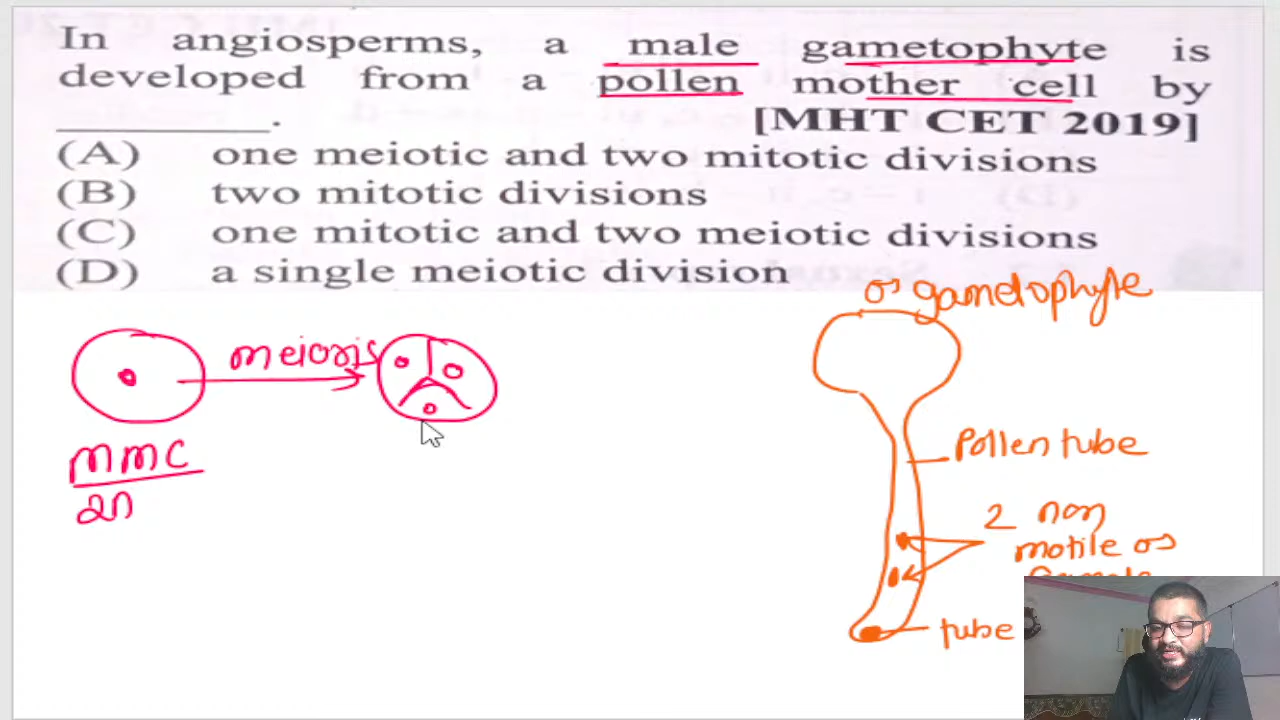 In angiosperms, a male gametophyte is
developed from a pollen mother cell by
____________. [MHT CET 2019]
(A) one meiotic and two mitotic divisions
(B) two mitotic divisions
(C) one mitotic and two meiotic divisions
(D) a single meiotic division
♂ gametophyte
meiosis
MMC
2n
Pollen tube
2 non
motile ♂
tube